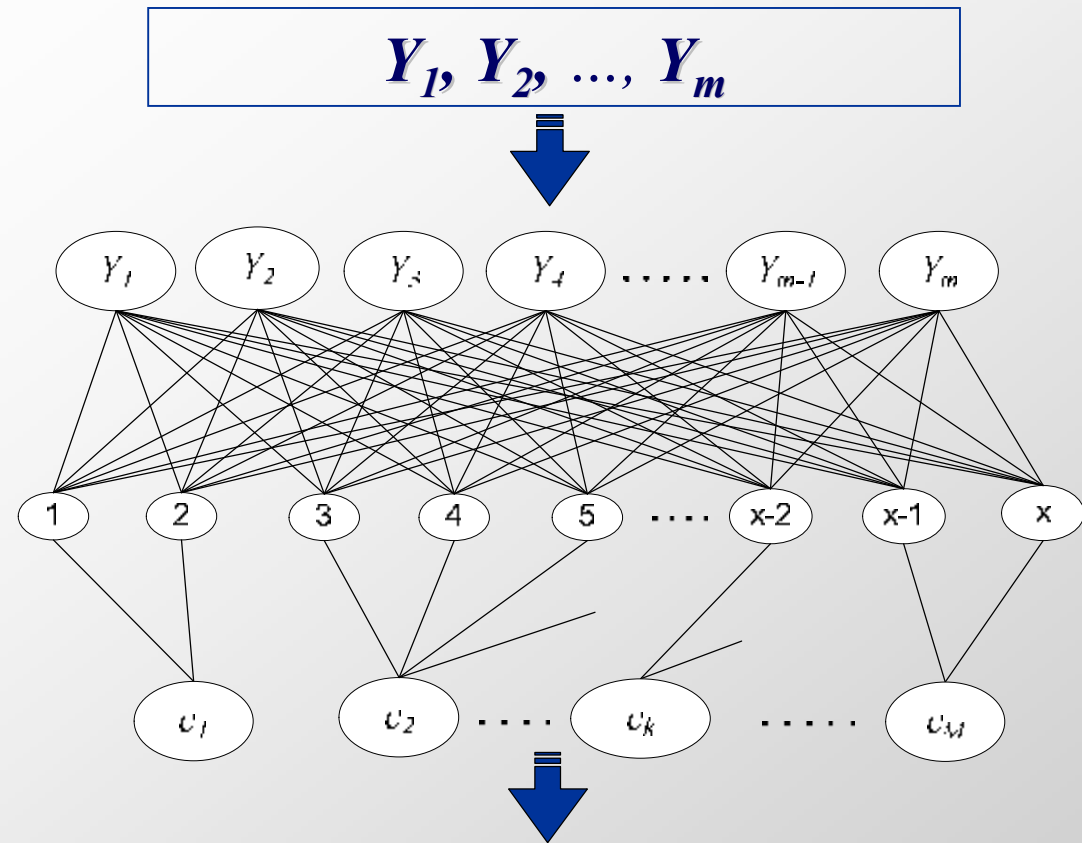 Y1, Y2, ..., Ym
Y1 Y2 Y3 Y4 ..... Ym-1 Ym
1 2 3 4 5 .... x-2 x-1 x
c1 c2 .... ck ..... cM